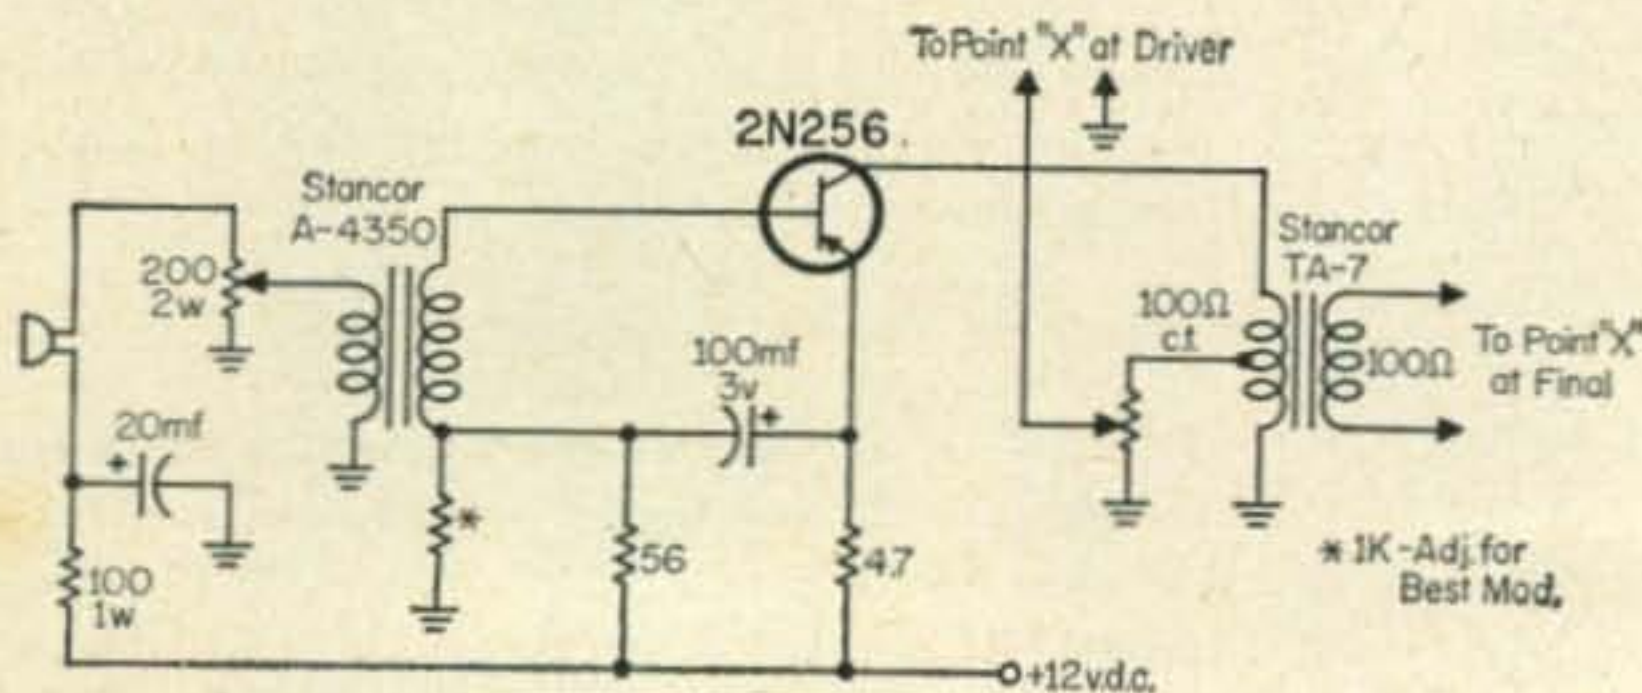 To Point "X" at Driver
2N256
Stancor
A-4350
200
2w
Stancor
TA-7
100Ω
c.t.
100Ω
To Point "X"
at Final
100mf
3v
+
20mf
+
*
56
47
* 1K-Adj. for
Best Mod.
100
1w
+12v.d.c.